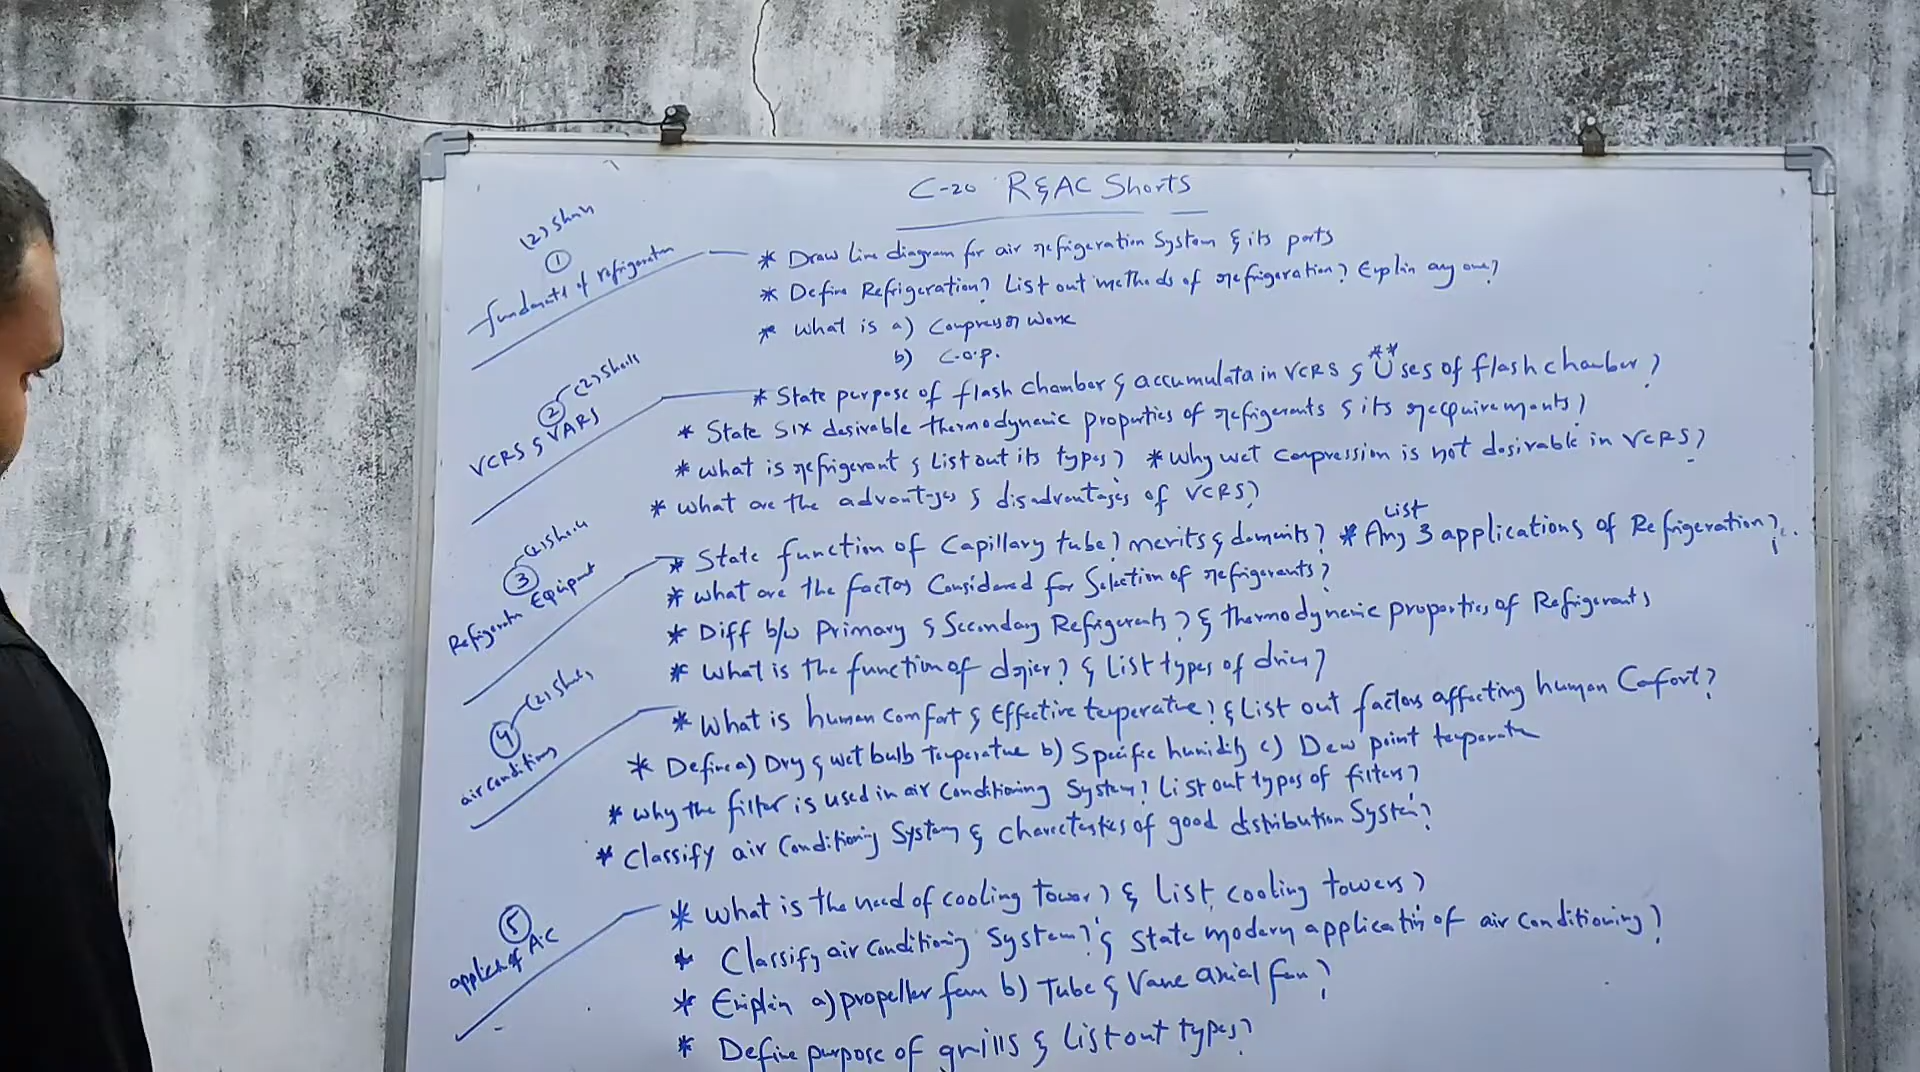 C-20 R&AC Shorts
(2) Shorts
①
fundamentals of refrigeration
* Draw Line diagram for air refrigeration System & its parts
* Define Refrigeration? List out methods of refrigeration? Explain any one?
* What is a) Compressor Work
b) C.O.P.
(2) Shorts
②
VCRS & VARS
* State purpose of flash chamber & accumulata in VCRS & Uses of flash chamber?
**
* State six desirable thermodynamic properties of refrigerants & its requirements?
* what is refrigerant & List out its types? * Why wet compression is not desirable in VCRS?
* What are the advantages & disadvantages of VCRS?
(2) Shorts
③
Refrigeration Equipment
* State function of Capillary tube? merits & demerits? * Any 3 applications of Refrigeration?
List
* What are the factors Considered for Selection of refrigerants?
* Diff b/w Primary & Secondary Refrigerants? & thermodynamic properties of Refrigerants
* What is the function of drier? & List types of driers?
(2) Shorts
④
air conditioning
* What is human comfort & Effective temperature? & List out factors affecting human Cofort?
* Define a) Dry & wet bulb Temperature b) Specific humidity c) Dew point temperature
* Why the filter is used in air Conditioning System? List out types of filters?
* Classify air Conditioning System & charectestics of good distribution System?
⑤
applicat of A.C
* What is the need of cooling tower? & List cooling towers?
* Classify air Conditioning System? & State modern application of air conditioning?
* Explain a) propeller fan b) Tube & Vane axial fan?
* Define purpose of grills & List out types?